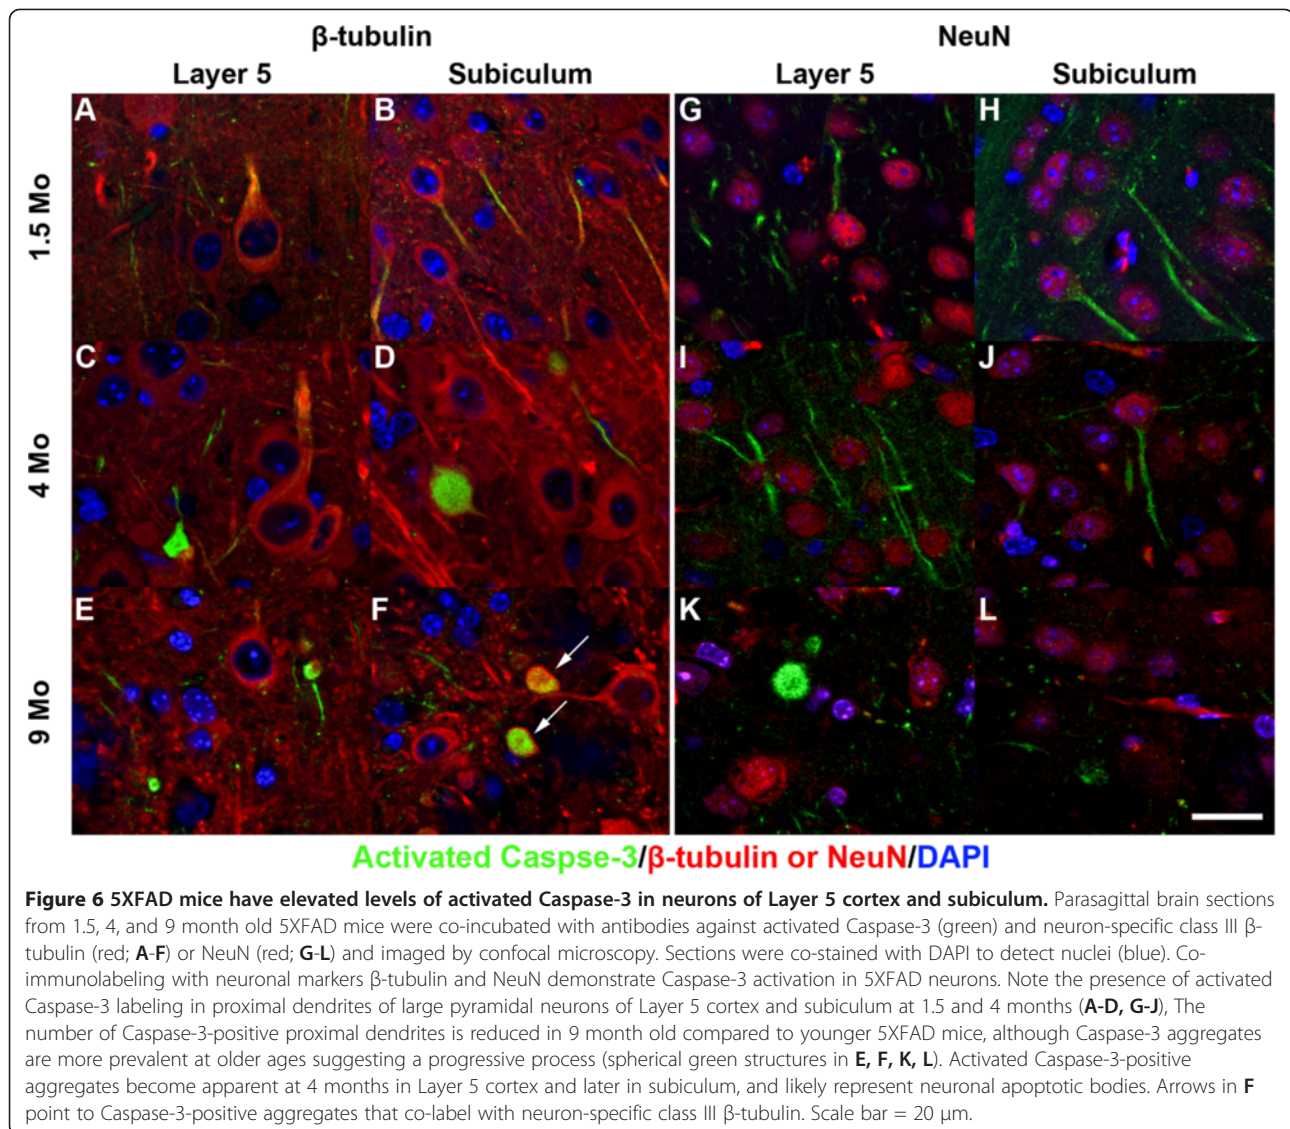 β-tubulin
NeuN
Layer 5
Subiculum
Layer 5
Subiculum
1.5 Mo
A
B
G
H
4 Mo
C
D
I
J
9 Mo
E
F
K
L
Activated Caspse-3/β-tubulin or NeuN/DAPI
Figure 6 5XFAD mice have elevated levels of activated Caspase-3 in neurons of Layer 5 cortex and subiculum. Parasagittal brain sections
from 1.5, 4, and 9 month old 5XFAD mice were co-incubated with antibodies against activated Caspase-3 (green) and neuron-specific class III β-
tubulin (red; A-F) or NeuN (red; G-L) and imaged by confocal microscopy. Sections were co-stained with DAPI to detect nuclei (blue). Co-
immunolabeling with neuronal markers β-tubulin and NeuN demonstrate Caspase-3 activation in 5XFAD neurons. Note the presence of activated
Caspase-3 labeling in proximal dendrites of large pyramidal neurons of Layer 5 cortex and subiculum at 1.5 and 4 months (A-D, G-J), The
number of Caspase-3-positive proximal dendrites is reduced in 9 month old compared to younger 5XFAD mice, although Caspase-3 aggregates
are more prevalent at older ages suggesting a progressive process (spherical green structures in E, F, K, L). Activated Caspase-3-positive
aggregates become apparent at 4 months in Layer 5 cortex and later in subiculum, and likely represent neuronal apoptotic bodies. Arrows in F
point to Caspase-3-positive aggregates that co-label with neuron-specific class III β-tubulin. Scale bar = 20 μm.